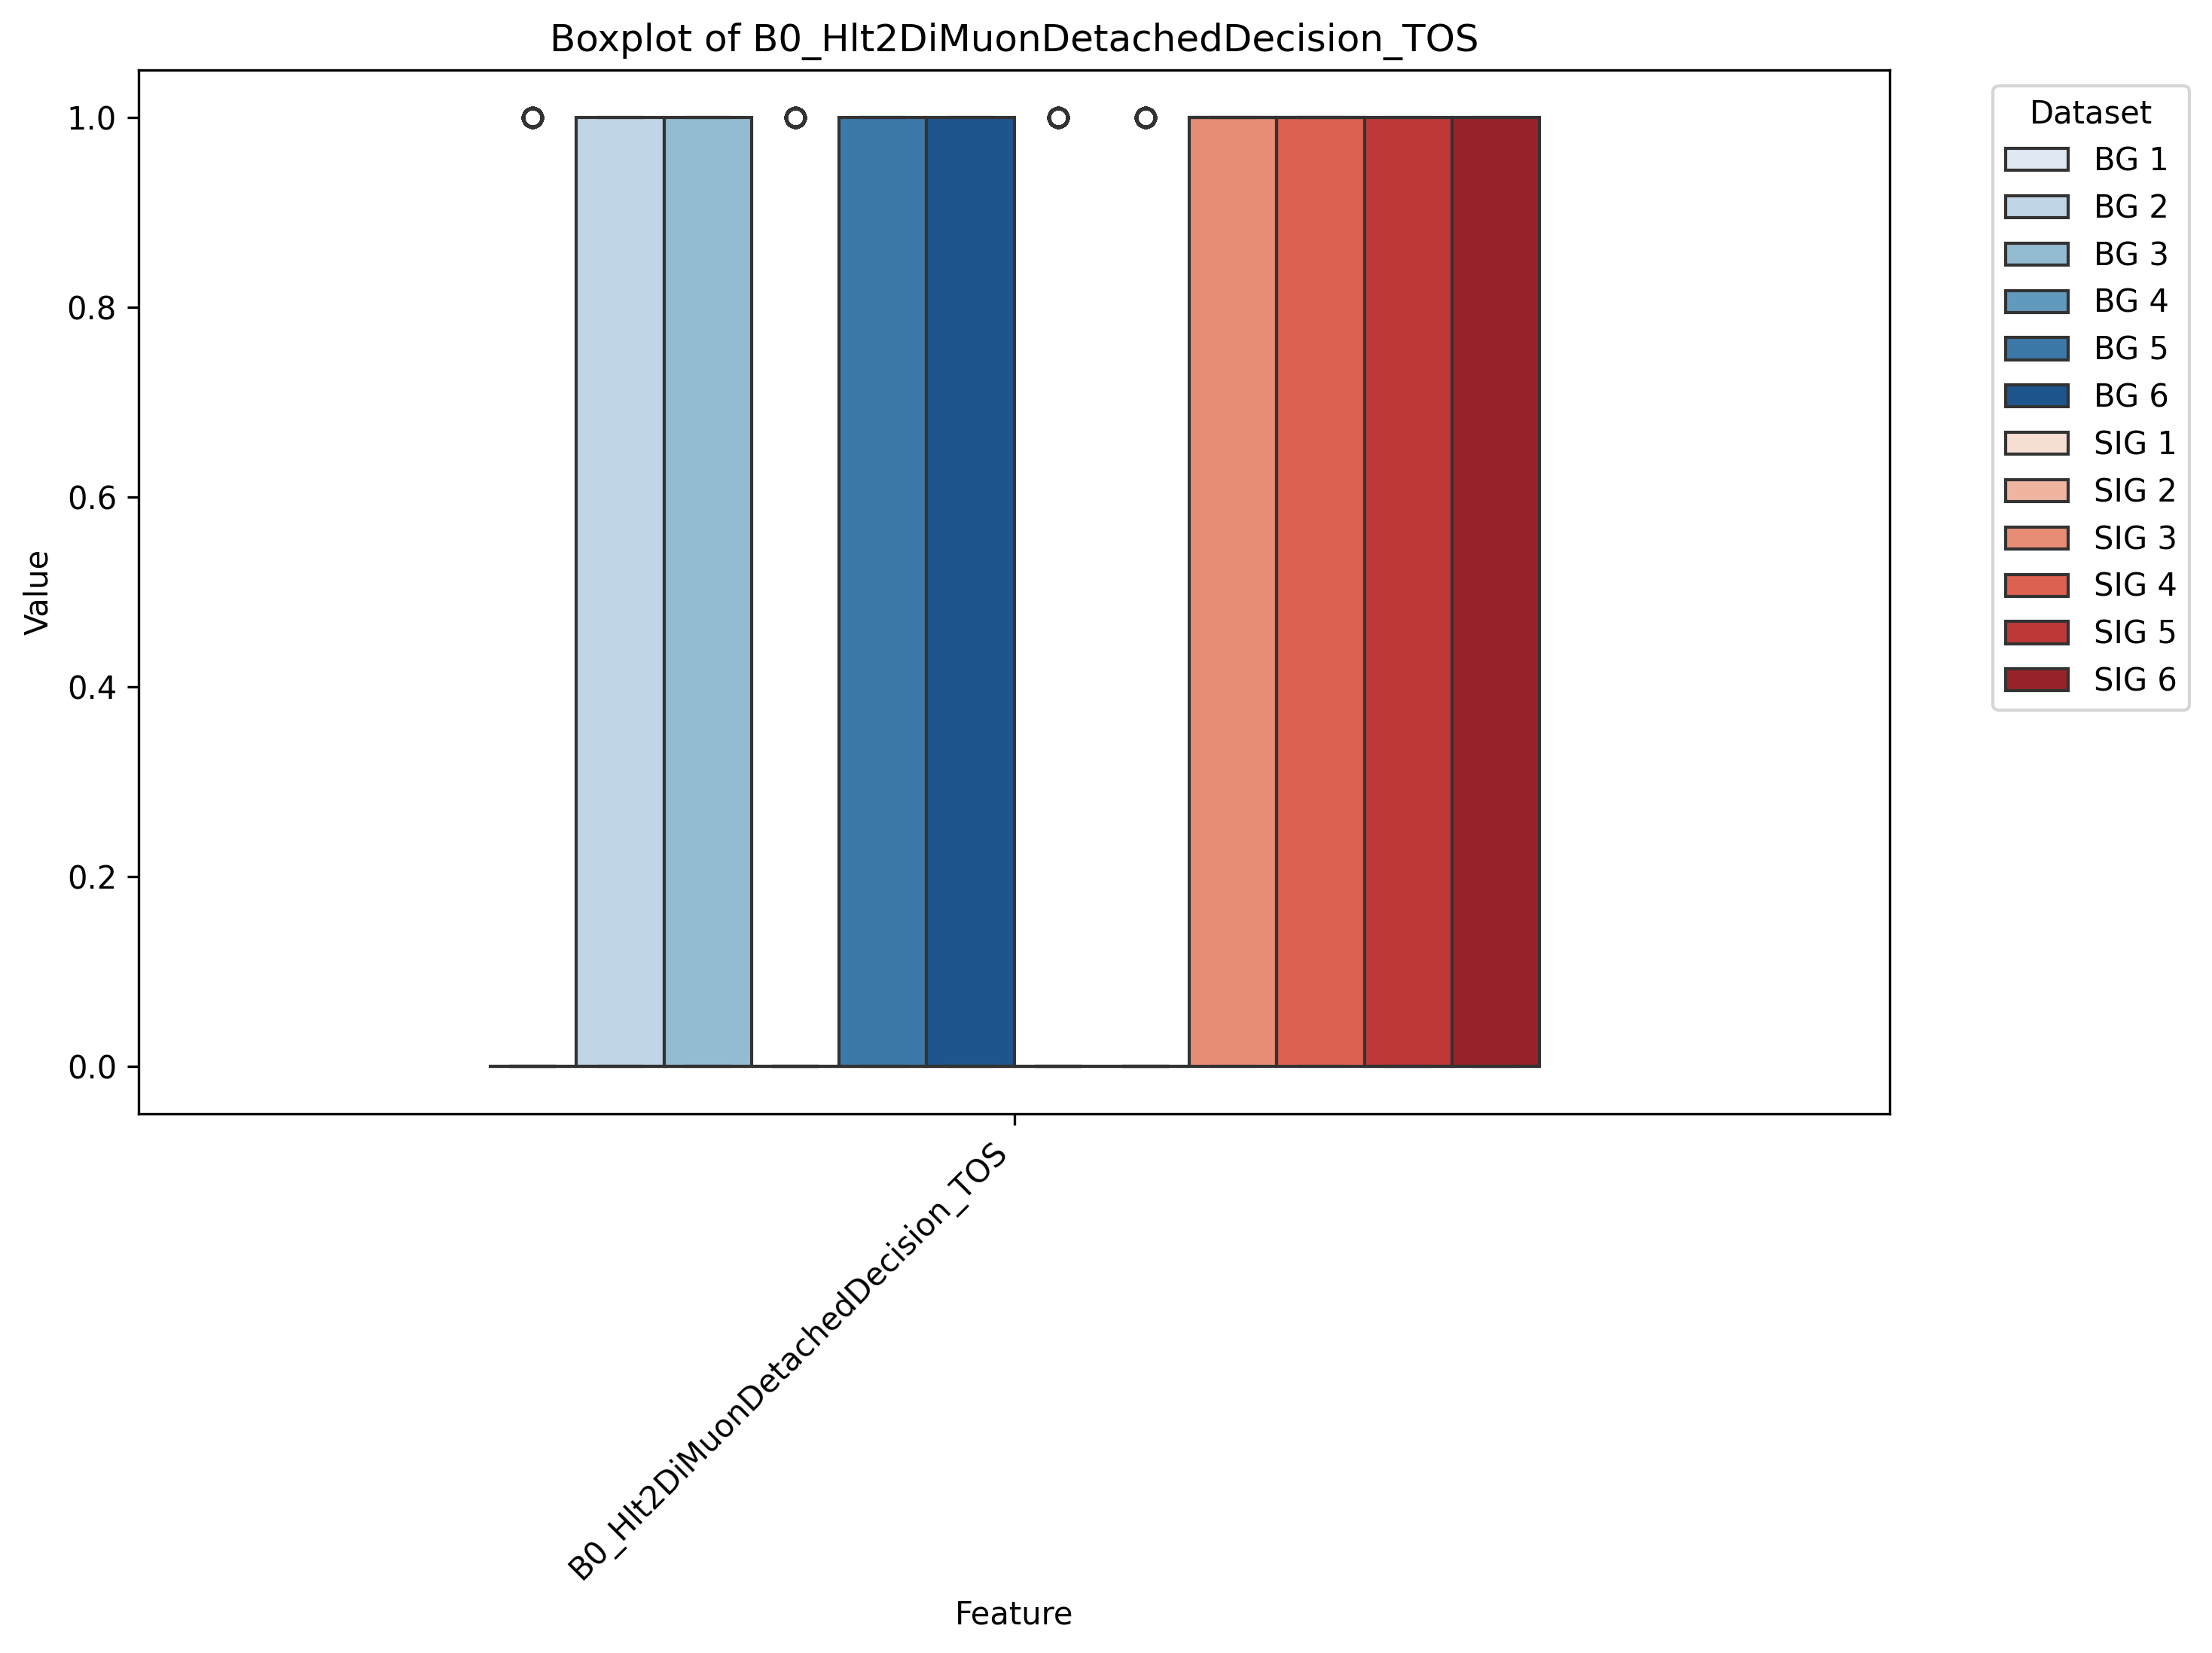 Boxplot of B0_Hlt2DiMuonDetachedDecision_TOS
1.0
0.8
0.6
0.4
0.2
0.0
Value
B0_Hlt2DiMuonDetachedDecision_TOS
Feature
Dataset
BG 1
BG 2
BG 3
BG 4
BG 5
BG 6
SIG 1
SIG 2
SIG 3
SIG 4
SIG 5
SIG 6